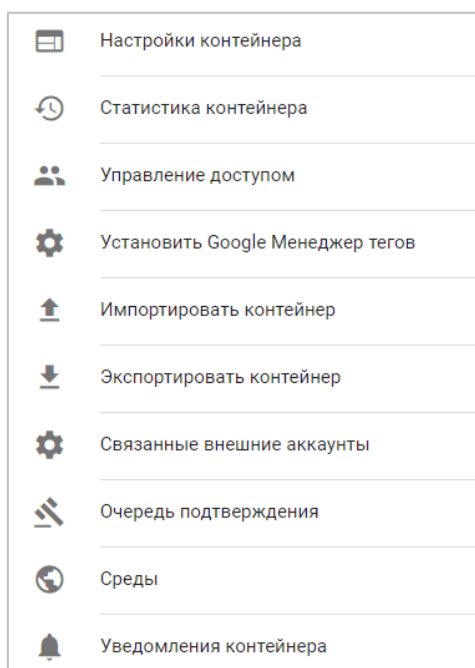 Настройки контейнера
Статистика контейнера
Управление доступом
Установить Google Менеджер тегов
Импортировать контейнер
Экспортировать контейнер
Связанные внешние аккаунты
Очередь подтверждения
Среды
Уведомления контейнера